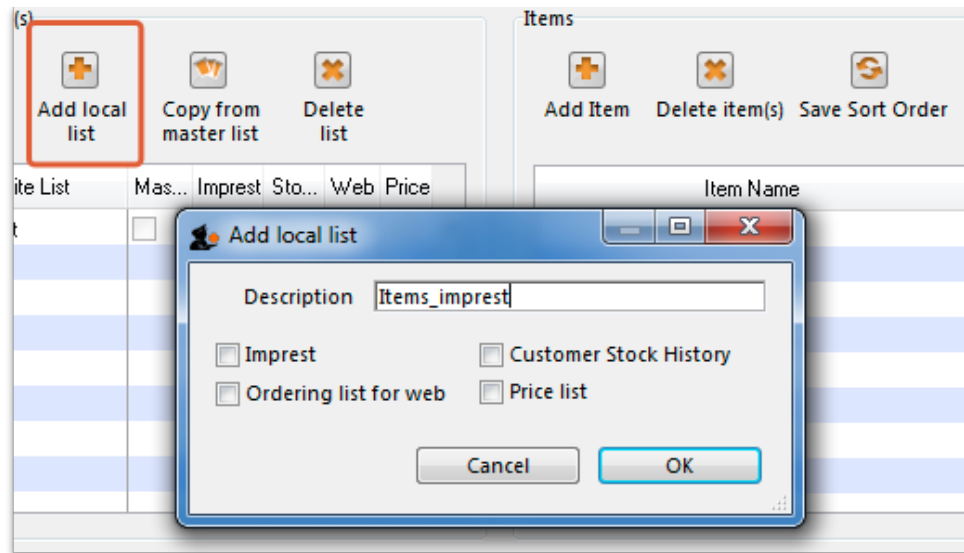 (s)
Items
Add local
list
Copy from
master list
Delete
list
Add Item
Delete item(s)
Save Sort Order
ite List
Mas...
Imprest
Sto...
Web
Price
Item Name
t
Add local list
Description
Items_imprest
Imprest
Customer Stock History
Ordering list for web
Price list
Cancel
OK